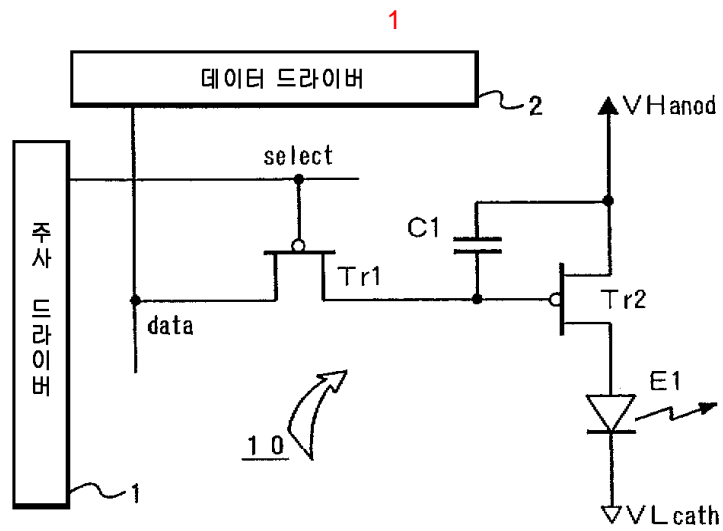 1
데이터 드라이버
2
VHanod
select
C1
주사 드라이버
Tr1
Tr2
data
E1
10
1
VLcath